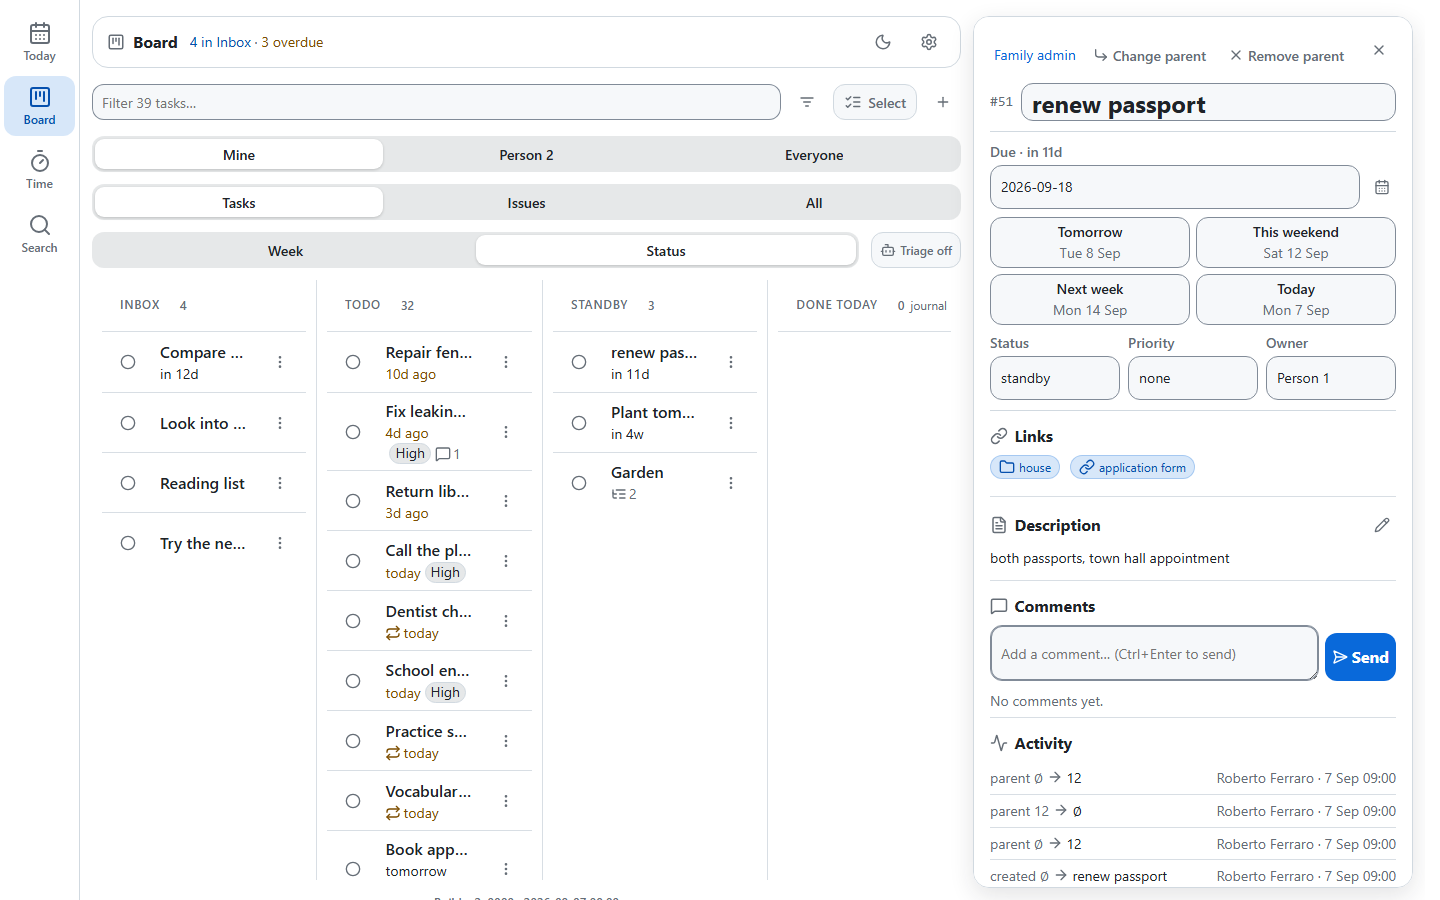 Today
Board
Time
Search
Board 4 in Inbox · 3 overdue
Filter 39 tasks...
Select
Mine Person 2 Everyone
Tasks Issues All
Week Status
Triage off
INBOX 4
Compare ...
in 12d
Look into ...
Reading list
Try the ne...
TODO 32
Repair fen...
10d ago
Fix leakin...
4d ago
High 1
Return lib...
3d ago
Call the pl...
today High
Dentist ch...
today
School en...
today High
Practice s...
today
Vocabular...
today
Book app...
tomorrow
STANDBY 3
renew pas...
in 11d
Plant tom...
in 4w
Garden
2
DONE TODAY 0 journal
Family admin Change parent Remove parent
#51 renew passport
Due · in 11d
2026-09-18
Tomorrow
Tue 8 Sep
This weekend
Sat 12 Sep
Next week
Mon 14 Sep
Today
Mon 7 Sep
Status Priority Owner
standby none Person 1
Links
house application form
Description
both passports, town hall appointment
Comments
Add a comment... (Ctrl+Enter to send)
Send
No comments yet.
Activity
parent ∅ → 12 Roberto Ferraro · 7 Sep 09:00
parent 12 → ∅ Roberto Ferraro · 7 Sep 09:00
parent ∅ → 12 Roberto Ferraro · 7 Sep 09:00
created ∅ → renew passport Roberto Ferraro · 7 Sep 09:00